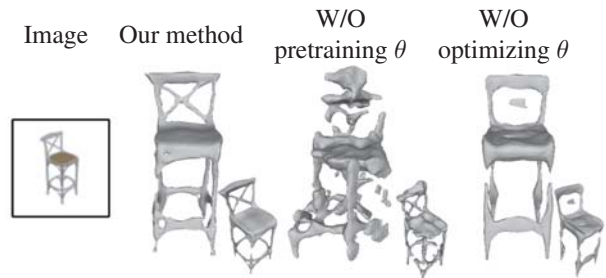 Image
Our method
W/O
pretraining θ
W/O
optimizing θ